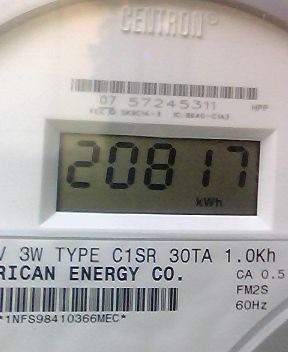 CENTRON®
07 57245311 HPP
20817
kWh
V 3W TYPE C1SR 30TA 1.0Kh
RICAN ENERGY CO. CA 0.5
FM2S
*1NFS98410366MEC* 60Hz